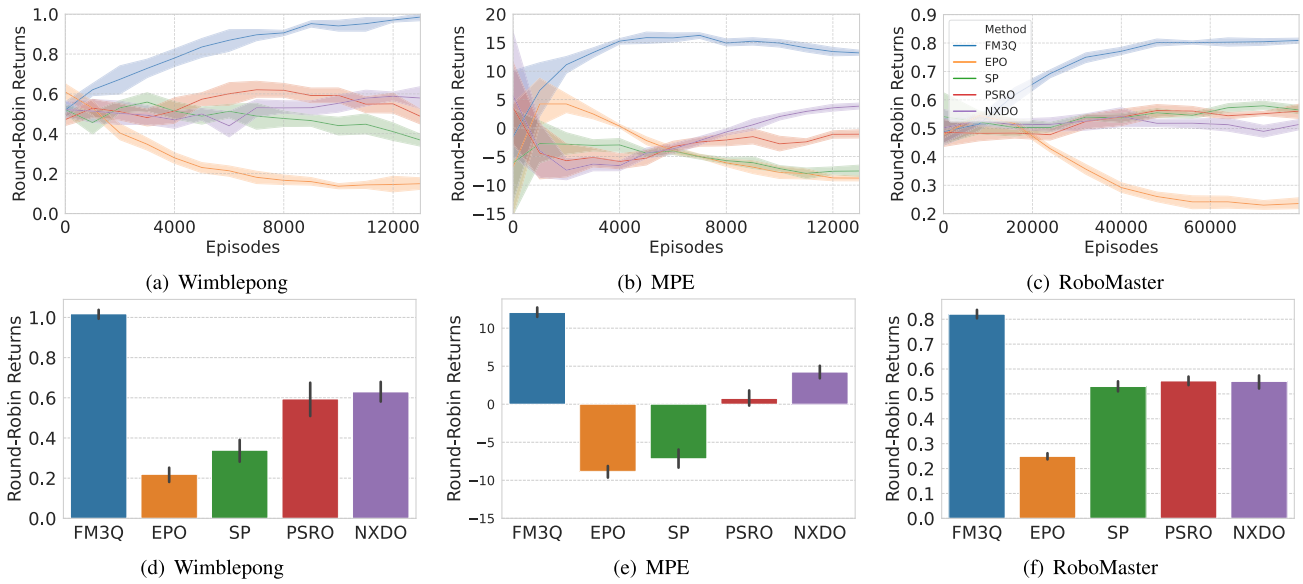 Round-Robin Returns
1.0
0.8
0.6
0.4
0.2
0.0
0
4000
8000
12000
Episodes
(a) Wimblepong
Round-Robin Returns
20
15
10
5
0
−5
−10
−15
0
4000
8000
12000
Episodes
(b) MPE
Round-Robin Returns
0.9
0.8
0.7
0.6
0.5
0.4
0.3
0.2
Method
FM3Q
EPO
SP
PSRO
NXDO
0
20000
40000
60000
Episodes
(c) RoboMaster
Round-Robin Returns
1.0
0.8
0.6
0.4
0.2
0.0
FM3Q EPO SP PSRO NXDO
(d) Wimblepong
Round-Robin Returns
10
5
0
−5
−10
−15
FM3Q EPO SP PSRO NXDO
(e) MPE
Round-Robin Returns
0.8
0.7
0.6
0.5
0.4
0.3
0.2
0.1
0.0
FM3Q EPO SP PSRO NXDO
(f) RoboMaster